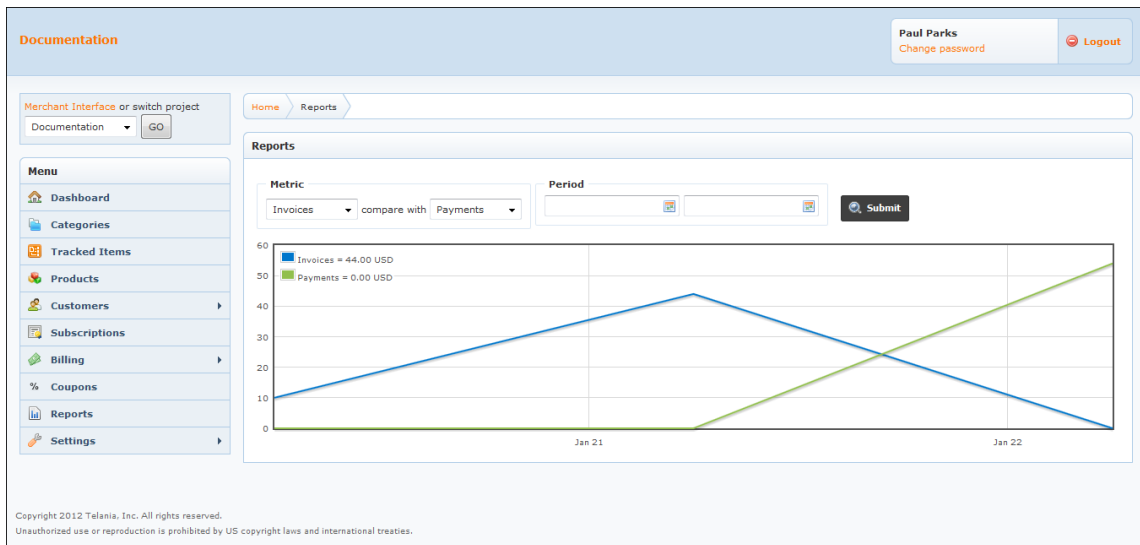 Documentation
Paul Parks
Change password
Logout
Merchant Interface or switch project
Documentation
GO
Home
Reports
Menu
Dashboard
Categories
Tracked Items
Products
Customers
Subscriptions
Billing
% Coupons
Reports
Settings
Reports
Metric
Period
Invoices
compare with
Payments
Submit
Invoices = 44.00 USD
Payments = 0.00 USD
60
50
40
30
20
10
0
Jan 21
Jan 22
Copyright 2012 Telania, Inc. All rights reserved.
Unauthorized use or reproduction is prohibited by US copyright laws and international treaties.